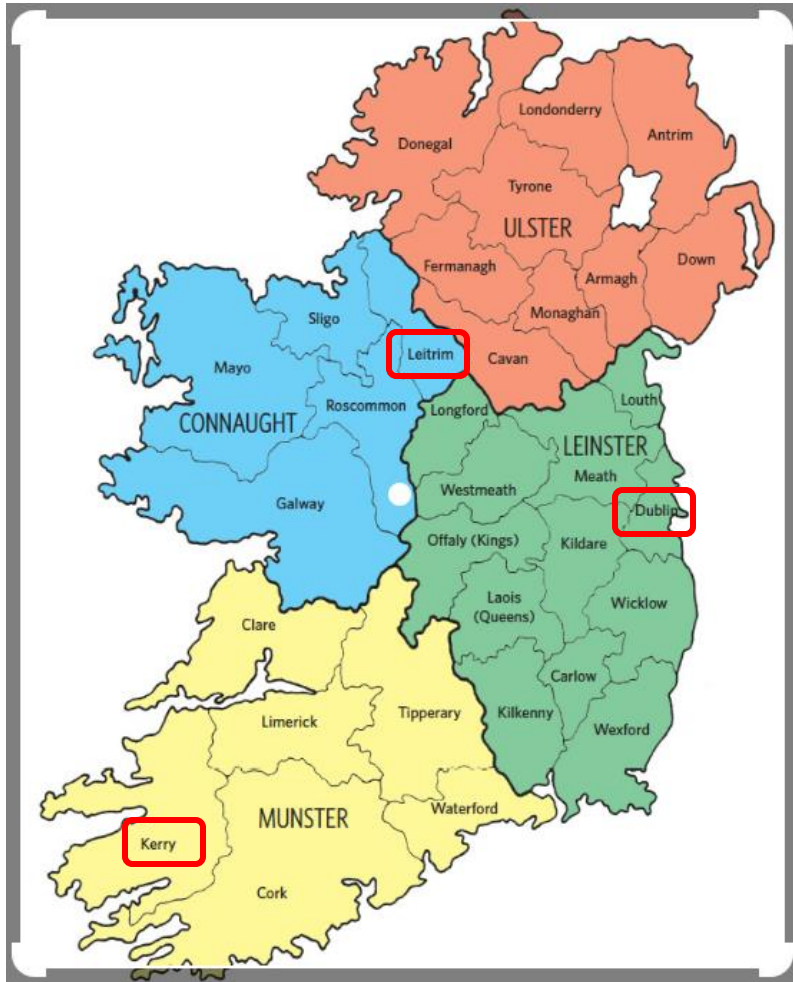 Londonderry
Antrim
Donegal
Tyrone
ULSTER
Down
Fermanagh
Armagh
Monaghan
Sligo
Leitrim
Cavan
Mayo
Roscommon
Longford
Louth
CONNAUGHT
LEINSTER
Meath
Westmeath
Galway
Dublin
Offaly (Kings)
Kildare
Laois
(Queens)
Wicklow
Clare
Carlow
Tipperary
Kilkenny
Limerick
Wexford
Waterford
MUNSTER
Kerry
Cork